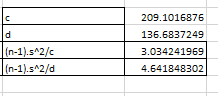 c 209.1016876
d 136.6837249
(n-1).s^2/c 3.034241969
(n-1).s^2/d 4.641848302